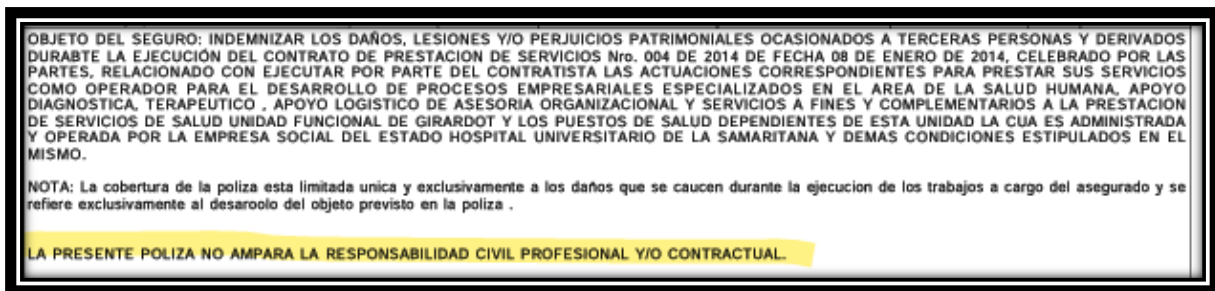 OBJETO DEL SEGURO: INDEMNIZAR LOS DAÑOS, LESIONES Y/O PERJUICIOS PATRIMONIALES OCASIONADOS A TERCERAS PERSONAS Y DERIVADOS
DURABTE LA EJECUCIÓN DEL CONTRATO DE PRESTACION DE SERVICIOS Nro. 004 DE 2014 DE FECHA 08 DE ENERO DE 2014, CELEBRADO POR LAS
PARTES, RELACIONADO CON EJECUTAR POR PARTE DEL CONTRATISTA LAS ACTUACIONES CORRESPONDIENTES PARA PRESTAR SUS SERVICIOS
COMO OPERADOR PARA EL DESARROLLO DE PROCESOS EMPRESARIALES ESPECIALIZADOS EN EL AREA DE LA SALUD HUMANA, APOYO
DIAGNOSTICA, TERAPEUTICO , APOYO LOGISTICO DE ASESORIA ORGANIZACIONAL Y SERVICIOS A FINES Y COMPLEMENTARIOS A LA PRESTACION
DE SERVICIOS DE SALUD UNIDAD FUNCIONAL DE GIRARDOT Y LOS PUESTOS DE SALUD DEPENDIENTES DE ESTA UNIDAD LA CUA ES ADMINISTRADA
Y OPERADA POR LA EMPRESA SOCIAL DEL ESTADO HOSPITAL UNIVERSITARIO DE LA SAMARITANA Y DEMAS CONDICIONES ESTIPULADOS EN EL
MISMO.
NOTA: La cobertura de la poliza esta limitada unica y exclusivamente a los daños que se caucen durante la ejecucion de los trabajos a cargo del asegurado y se
refiere exclusivamente al desaroolo del objeto previsto en la poliza .
LA PRESENTE POLIZA NO AMPARA LA RESPONSABILIDAD CIVIL PROFESIONAL Y/O CONTRACTUAL.